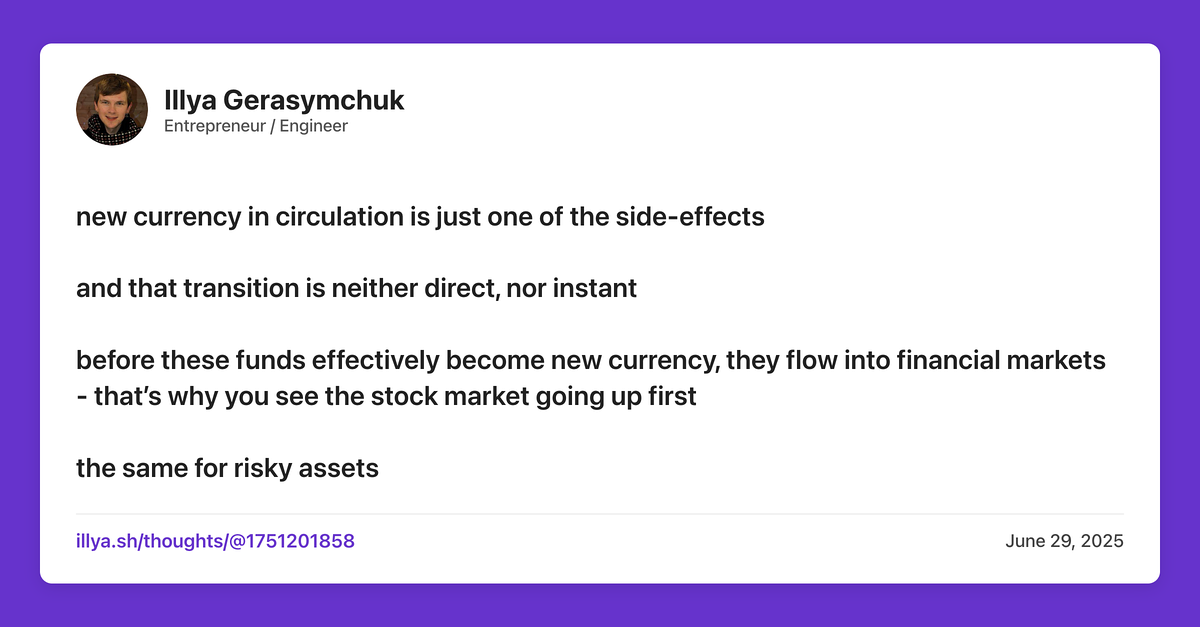 Illya Gerasymchuk
Entrepreneur / Engineer
new currency in circulation is just one of the side-effects
and that transition is neither direct, nor instant
before these funds effectively become new currency, they flow into financial markets
- that’s why you see the stock market going up first
the same for risky assets
illya.sh/thoughts/@1751201858
June 29, 2025